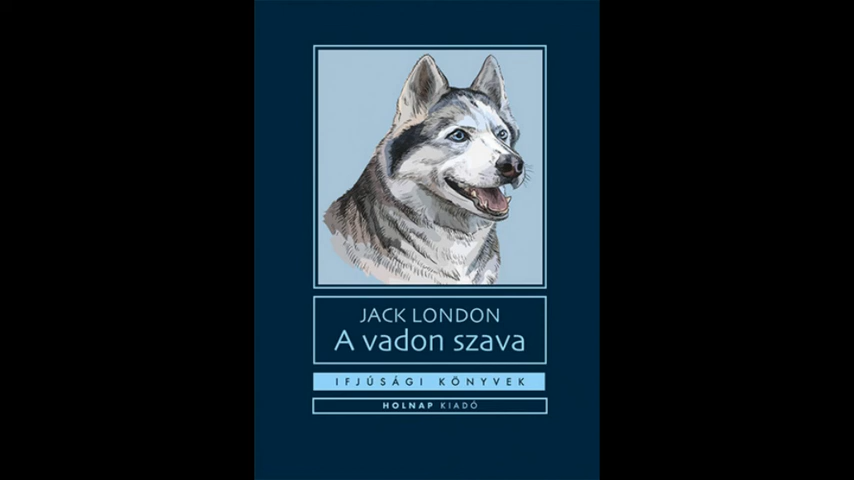 JACK LONDON
A vadon szava
IFJÚSÁGI KÖNYVEK
HOLNAP KIADÓ